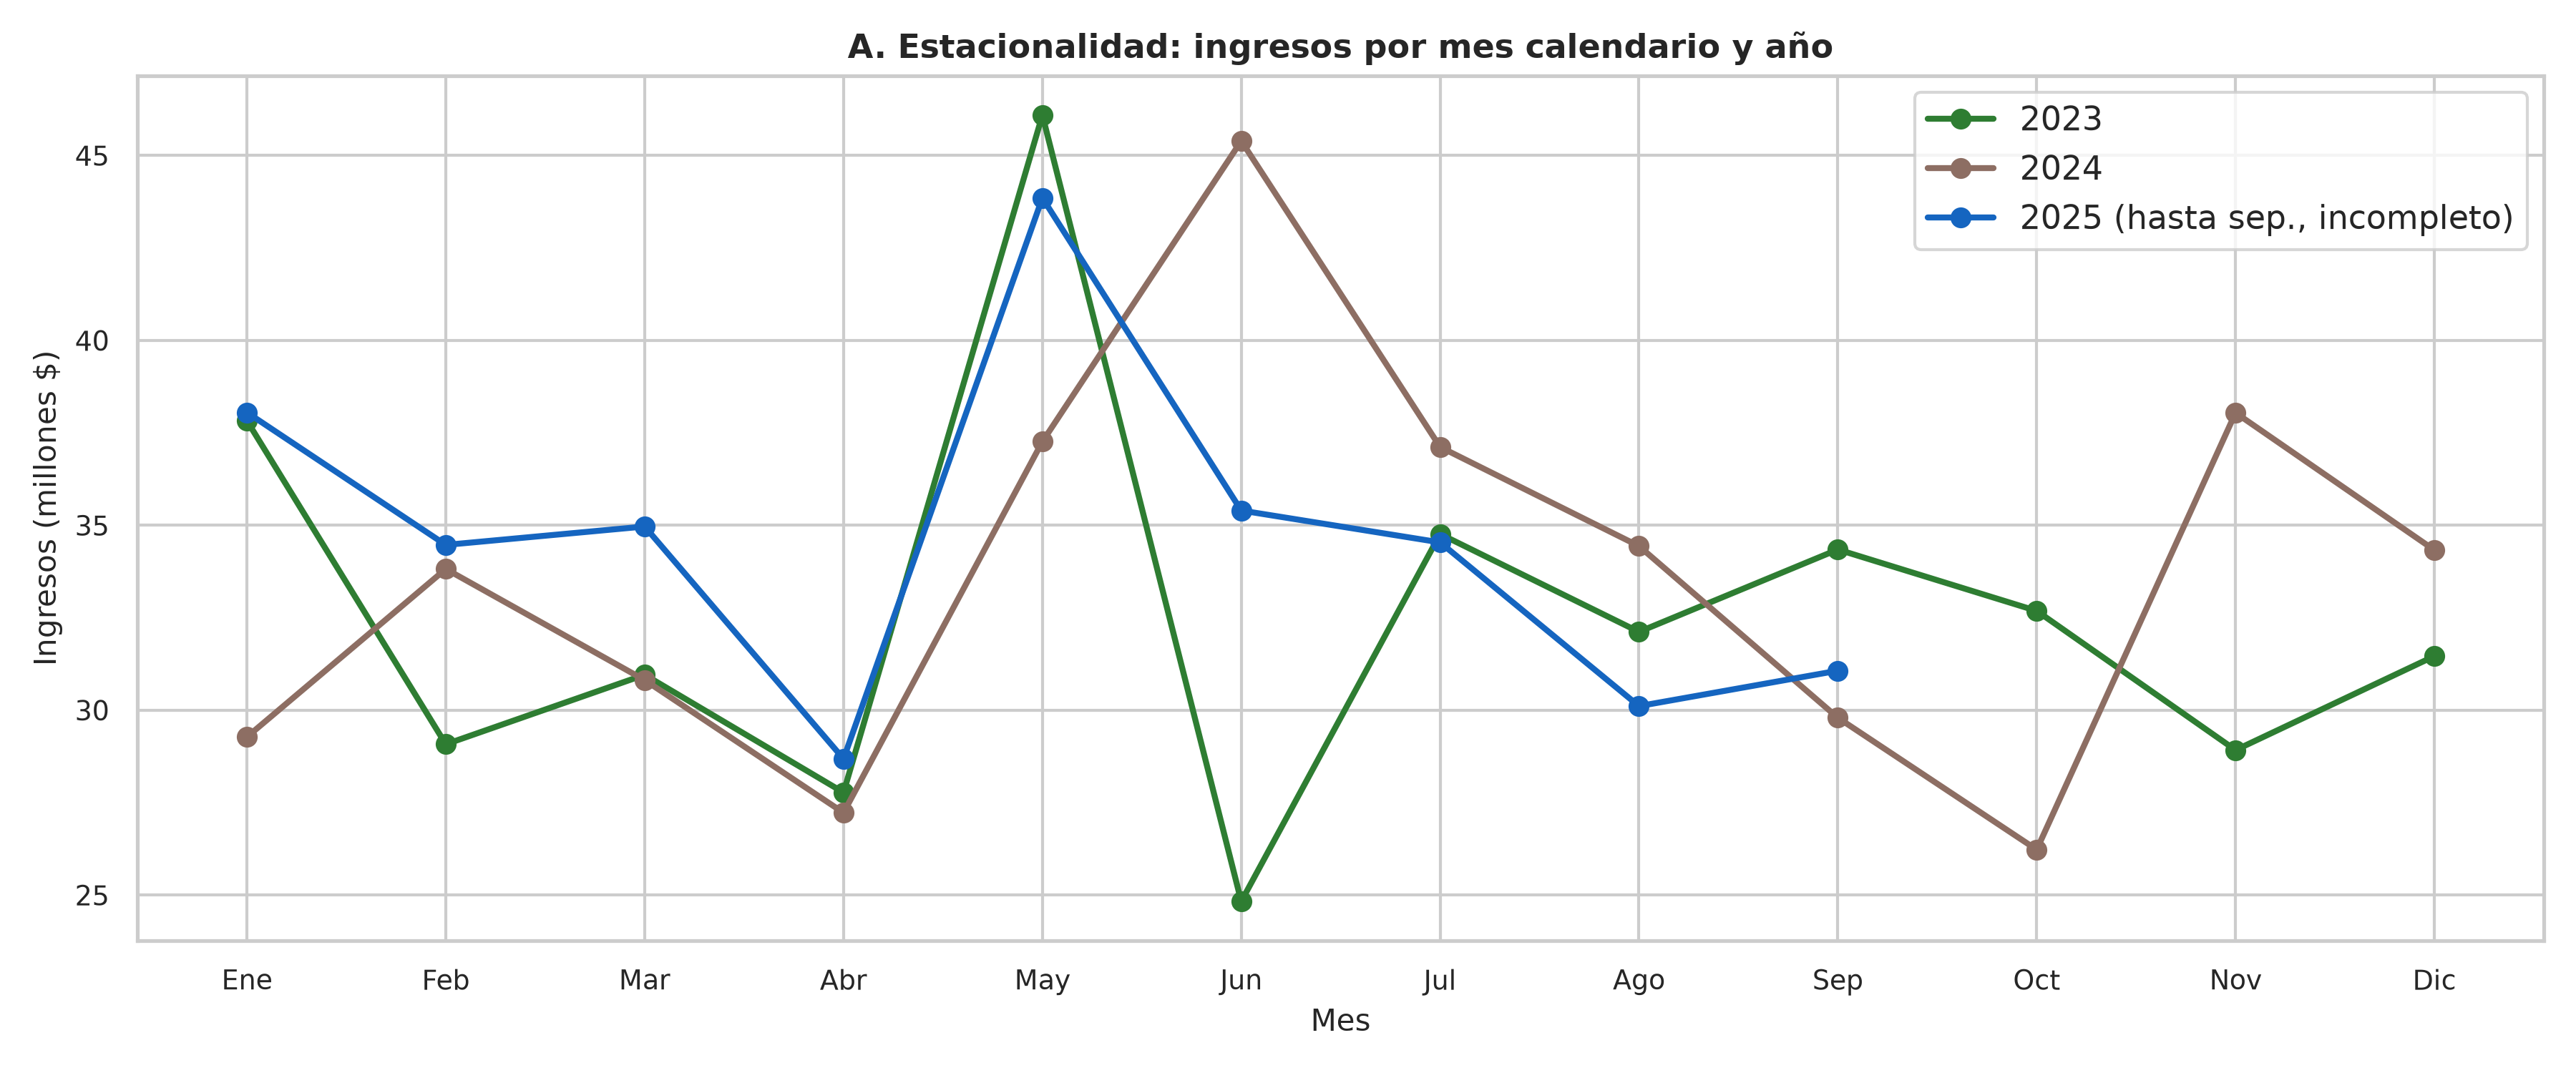 A. Estacionalidad: ingresos por mes calendario y año
2023
2024
2025 (hasta sep., incompleto)
Ingresos (millones $)
45
40
35
30
25
Ene Feb Mar Abr May Jun Jul Ago Sep Oct Nov Dic
Mes